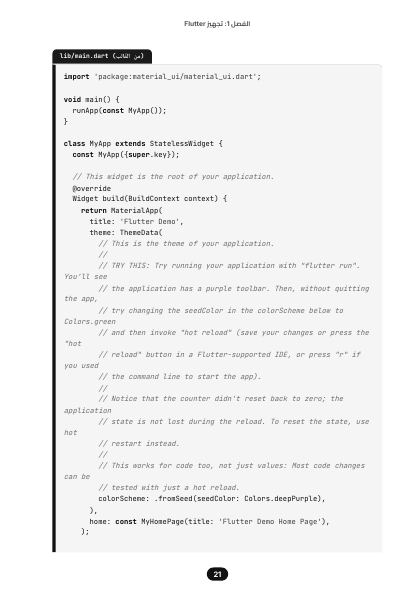 الفصل 1: تجهيز Flutter
lib/main.dart (من القالب)
import 'package:material_ui/material_ui.dart';
void main() {
runApp(const MyApp());
}
class MyApp extends StatelessWidget {
const MyApp({super.key});
// This widget is the root of your application.
@override
Widget build(BuildContext context) {
return MaterialApp(
title: 'Flutter Demo',
theme: ThemeData(
// This is the theme of your application.
//
// TRY THIS: Try running your application with "flutter run".
You'll see
// the application has a purple toolbar. Then, without quitting
the app,
// try changing the seedColor in the colorScheme below to
Colors.green
// and then invoke "hot reload" (save your changes or press the
"hot
// reload" button in a Flutter-supported IDE, or press "r" if
you used
// the command line to start the app).
//
// Notice that the counter didn't reset back to zero; the
application
// state is not lost during the reload. To reset the state, use
hot
// restart instead.
//
// This works for code too, not just values: Most code changes
can be
// tested with just a hot reload.
colorScheme: .fromSeed(seedColor: Colors.deepPurple),
),
home: const MyHomePage(title: 'Flutter Demo Home Page'),
);
21